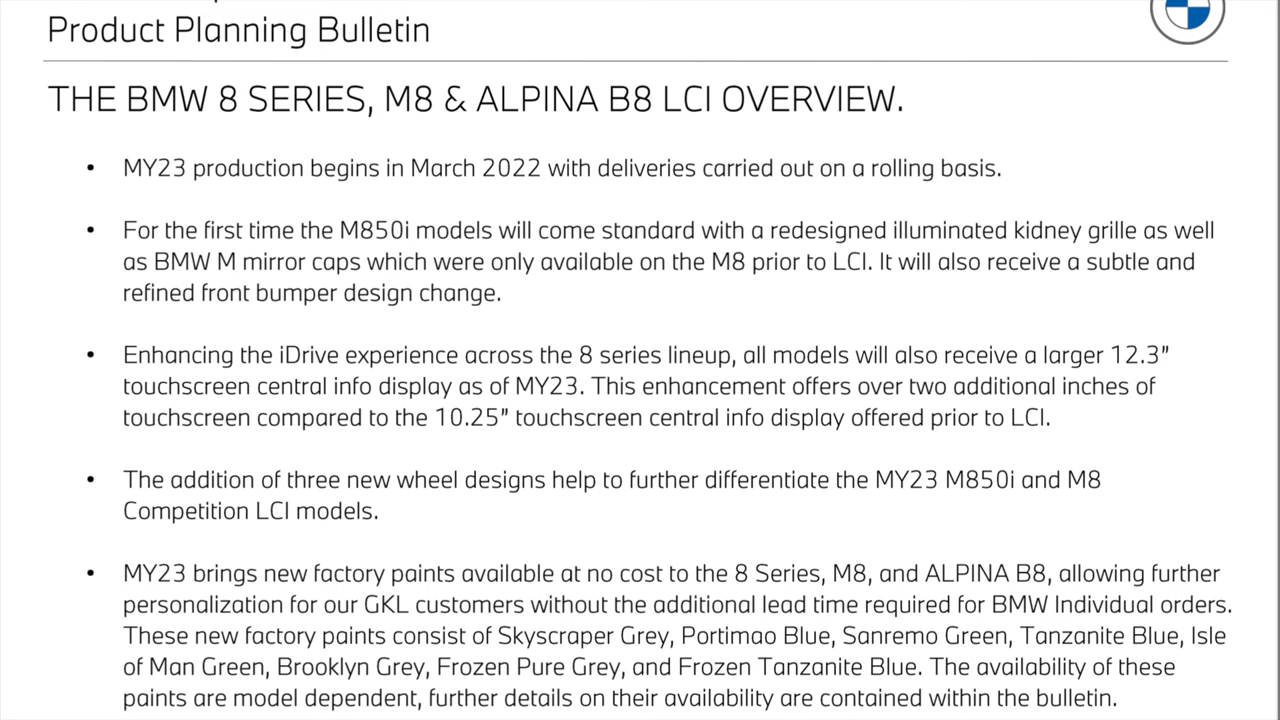 Product Planning Bulletin
THE BMW 8 SERIES, M8 & ALPINA B8 LCI OVERVIEW.
• MY23 production begins in March 2022 with deliveries carried out on a rolling basis.
• For the first time the M850i models will come standard with a redesigned illuminated kidney grille as well
as BMW M mirror caps which were only available on the M8 prior to LCI. It will also receive a subtle and
refined front bumper design change.
• Enhancing the iDrive experience across the 8 series lineup, all models will also receive a larger 12.3”
touchscreen central info display as of MY23. This enhancement offers over two additional inches of
touchscreen compared to the 10.25” touchscreen central info display offered prior to LCI.
• The addition of three new wheel designs help to further differentiate the MY23 M850i and M8
Competition LCI models.
• MY23 brings new factory paints available at no cost to the 8 Series, M8, and ALPINA B8, allowing further
personalization for our GKL customers without the additional lead time required for BMW Individual orders.
These new factory paints consist of Skyscraper Grey, Portimao Blue, Sanremo Green, Tanzanite Blue, Isle
of Man Green, Brooklyn Grey, Frozen Pure Grey, and Frozen Tanzanite Blue. The availability of these
paints are model dependent, further details on their availability are contained within the bulletin.